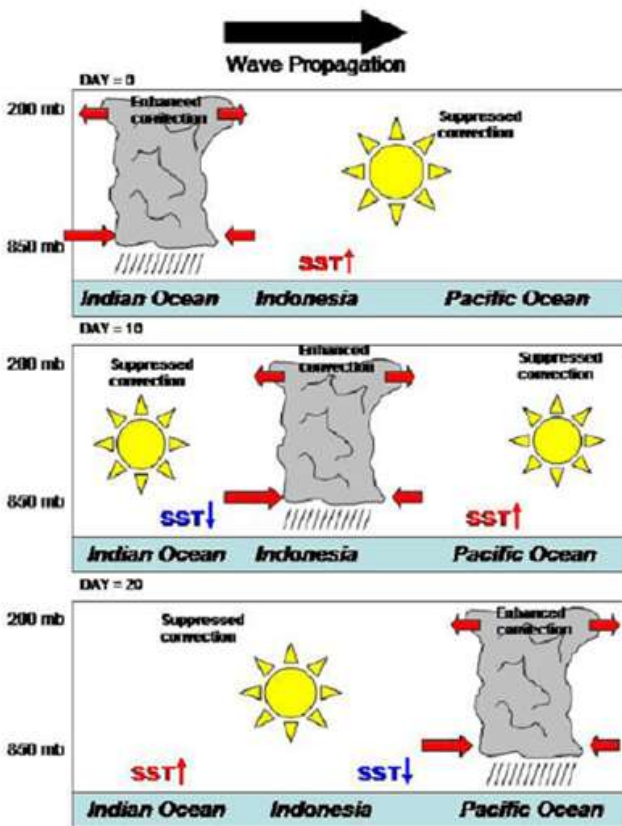 Wave Propagation
DAY = 0
200 mb
Enhanced
convection
Suppressed
convection
850 mb
SST↑
Indian Ocean Indonesia Pacific Ocean
DAY = 10
200 mb
Suppressed
convection
Enhanced
convection
Suppressed
convection
850 mb
SST↓
SST↑
Indian Ocean Indonesia Pacific Ocean
DAY = 20
200 mb
Suppressed
convection
Enhanced
convection
850 mb
SST↑
SST↓
Indian Ocean Indonesia Pacific Ocean